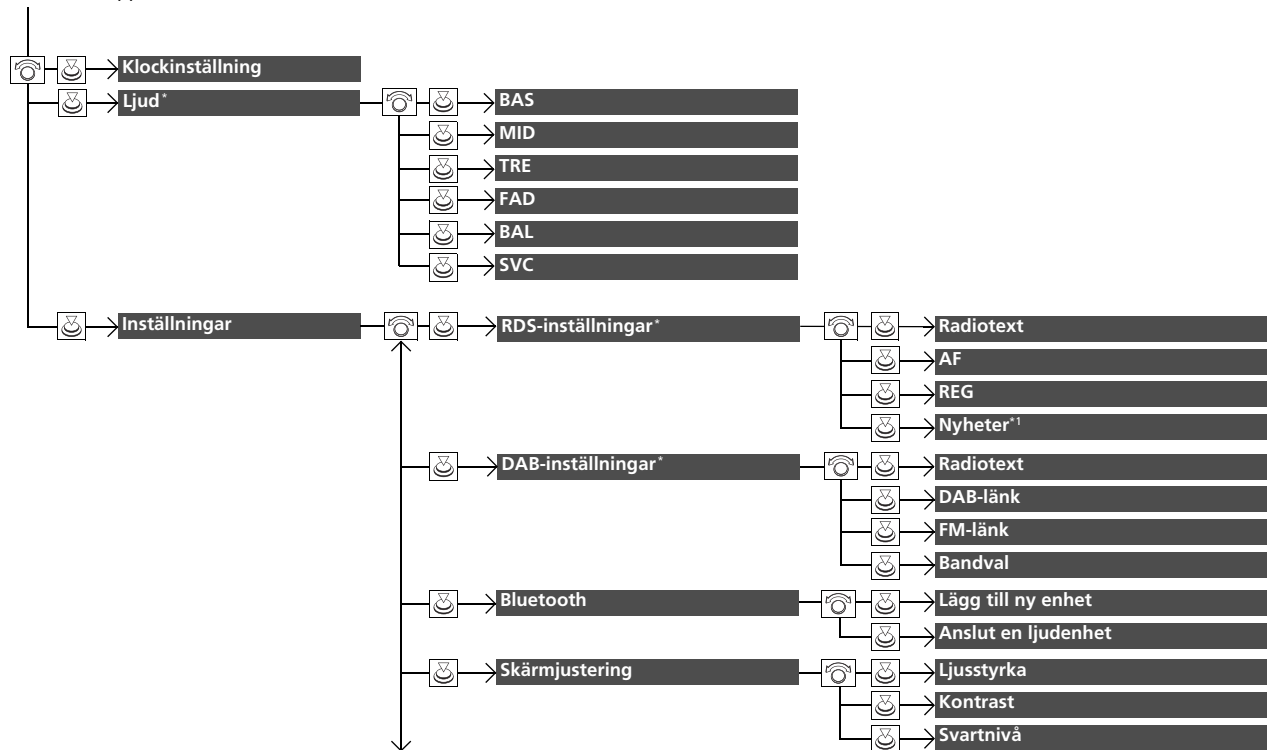 Klockinställning
Ljud*
BAS
MID
TRE
FAD
BAL
SVC
Inställningar
RDS-inställningar*
Radiotext
AF
REG
Nyheter*1
DAB-inställningar*
Radiotext
DAB-länk
FM-länk
Bandval
Bluetooth
Lägg till ny enhet
Anslut en ljudenhet
Skärmjustering
Ljusstyrka
Kontrast
Svartnivå